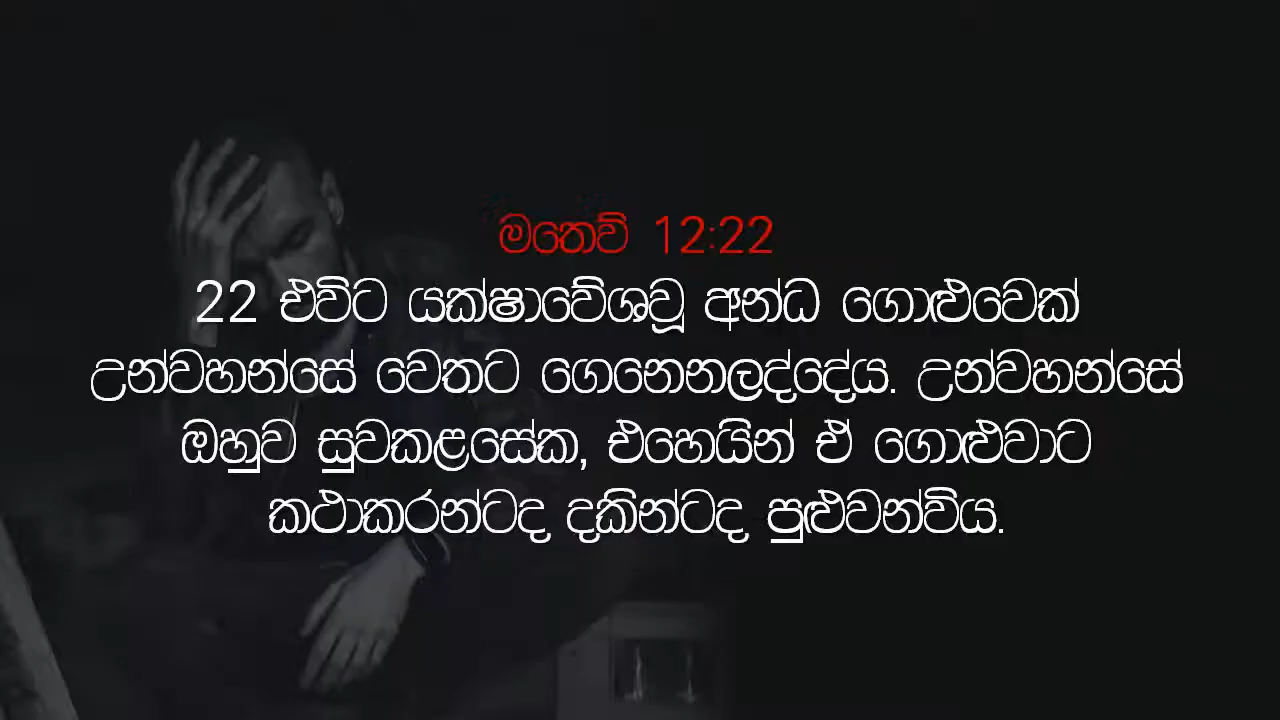 මතෙව් 12:22
22 එවිට යක්ෂාවේශවූ අන්ධ ගොළුවෙක්
උන්වහන්සේ වෙතට ගෙනෙනලද්දේය. උන්වහන්සේ
ඔහුව සුවකළසේක, එහෙයින් ඒ ගොළුවාට
කථාකරන්ටද දකින්ටද පුළුවන්විය.